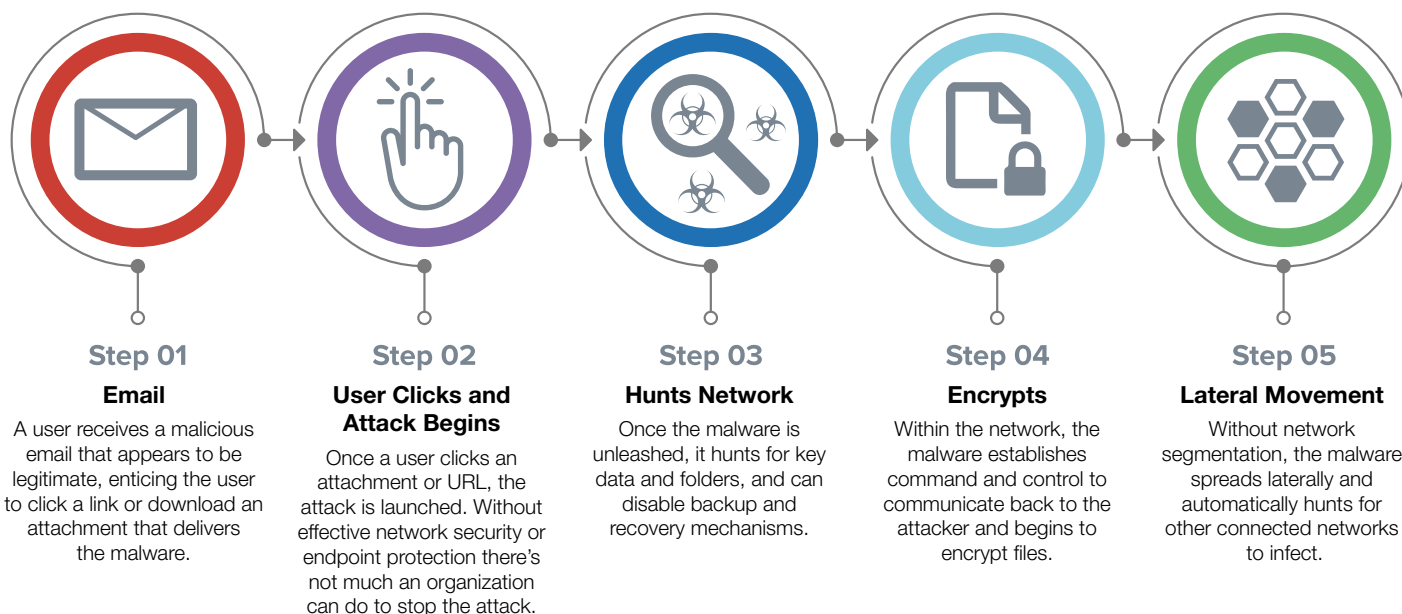 Step 01
Email
A user receives a malicious
email that appears to be
legitimate, enticing the user
to click a link or download an
attachment that delivers
the malware.
Step 02
User Clicks and
Attack Begins
Once a user clicks an
attachment or URL, the
attack is launched. Without
effective network security or
endpoint protection there’s
not much an organization
can do to stop the attack.
Step 03
Hunts Network
Once the malware is
unleashed, it hunts for key
data and folders, and can
disable backup and
recovery mechanisms.
Step 04
Encrypts
Within the network, the
malware establishes
command and control to
communicate back to the
attacker and begins to
encrypt files.
Step 05
Lateral Movement
Without network
segmentation, the malware
spreads laterally and
automatically hunts for
other connected networks
to infect.